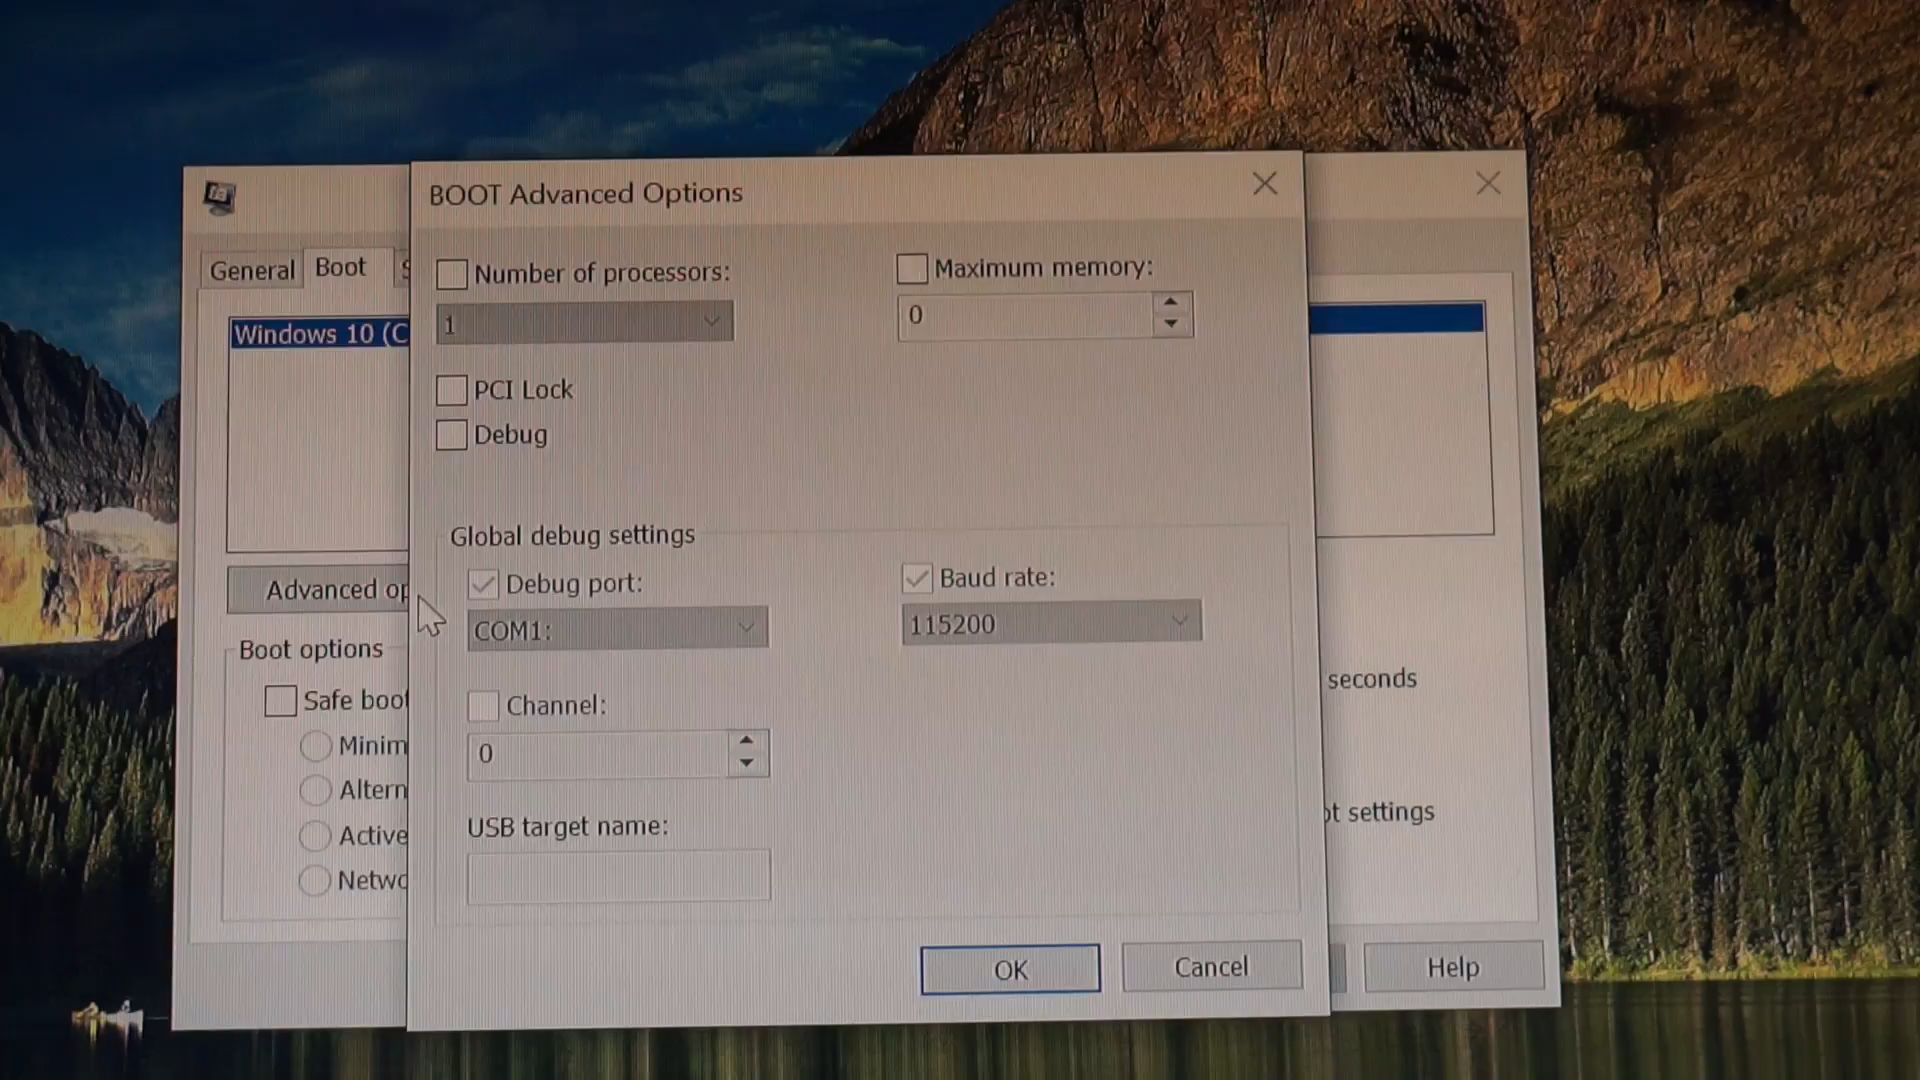 BOOT Advanced Options
General
Boot
Number of processors:
Maximum memory:
1
0
Windows 10 (C
PCI Lock
Debug
Global debug settings
Debug port:
Baud rate:
Advanced op
COM1:
115200
Boot options
seconds
Safe boot
Channel:
Minim
0
Altern
ot settings
USB target name:
Active
Netwo
OK
Cancel
Help